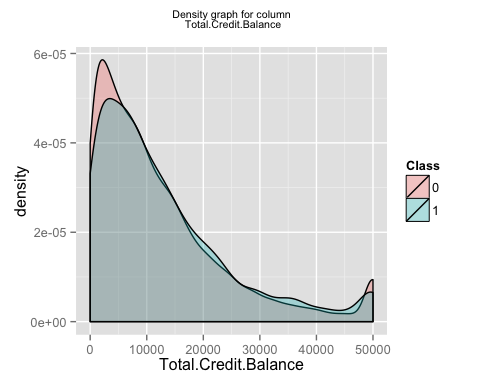 Density graph for column
Total.Credit.Balance
6e-05
4e-05
2e-05
0e+00
density
0
10000
20000
30000
40000
50000
Total.Credit.Balance
Class
0
1